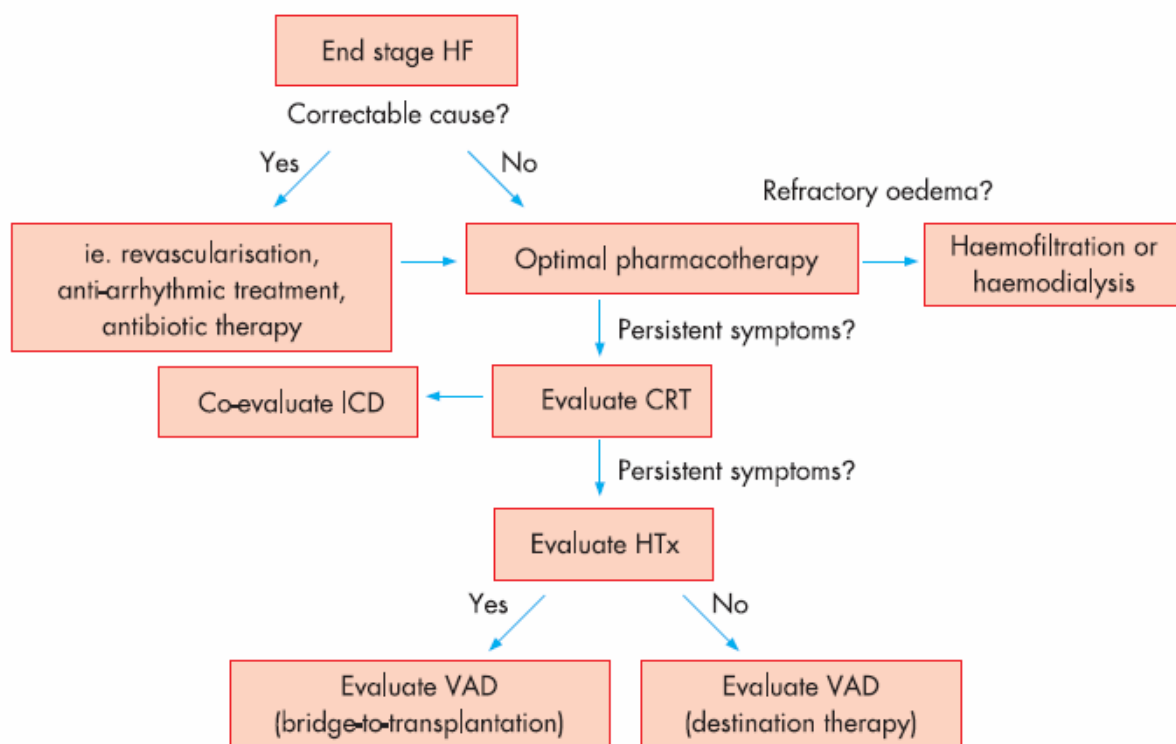 End stage HF
Correctable cause?
Yes
No
Refractory oedema?
ie. revascularisation,
anti-arrhythmic treatment,
antibiotic therapy
Optimal pharmacotherapy
Haemofiltration or
haemodialysis
Persistent symptoms?
Co-evaluate ICD
Evaluate CRT
Persistent symptoms?
Evaluate HTx
Yes
No
Evaluate VAD
(bridge-to-transplantation)
Evaluate VAD
(destination therapy)